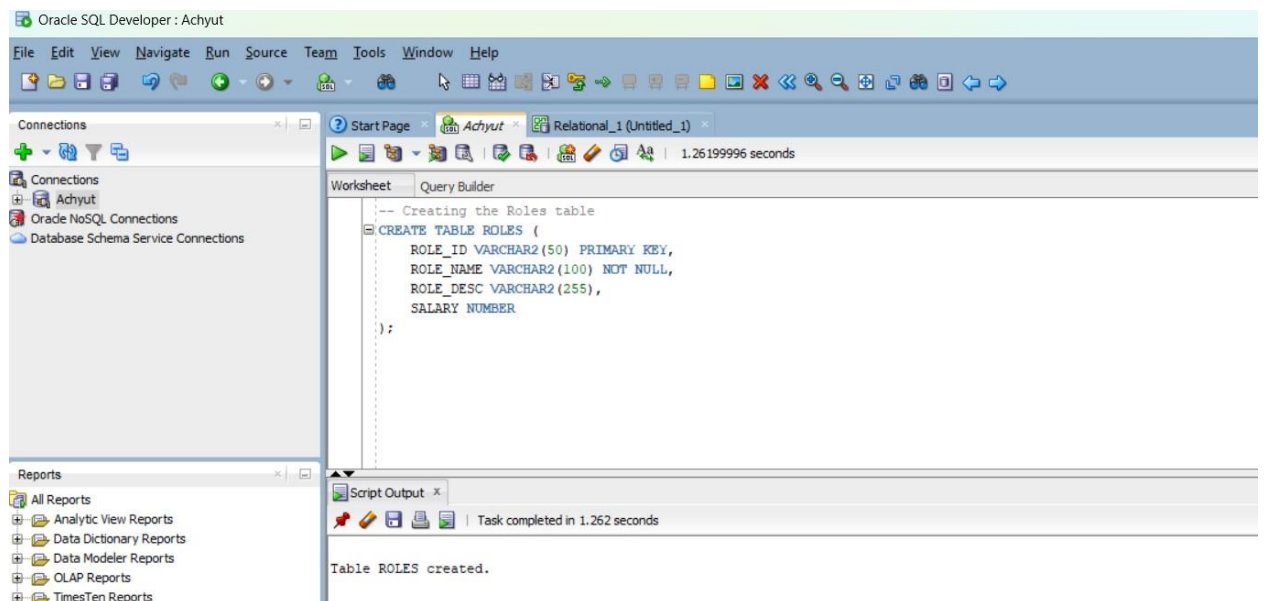 Oracle SQL Developer : Achyut
File Edit View Navigate Run Source Team Tools Window Help
Connections
Connections
Achyut
Oracle NoSQL Connections
Database Schema Service Connections
Start Page
Achyut
Relational_1 (Untitled_1)
1.26199996 seconds
Worksheet Query Builder
-- Creating the Roles table
CREATE TABLE ROLES (
ROLE_ID VARCHAR2(50) PRIMARY KEY,
ROLE_NAME VARCHAR2(100) NOT NULL,
ROLE_DESC VARCHAR2(255),
SALARY NUMBER
);
Reports
All Reports
Analytic View Reports
Data Dictionary Reports
Data Modeler Reports
OLAP Reports
TimesTen Reports
Script Output
Task completed in 1.262 seconds
Table ROLES created.